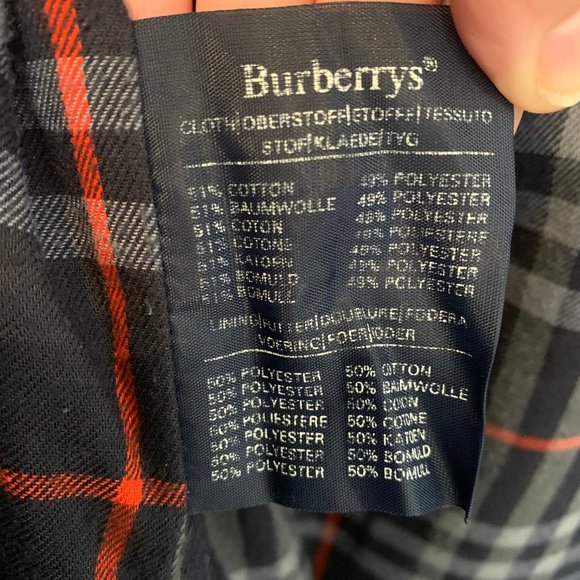 Burberrys®
CLOTH|OBERSTOFF|ETOFFE|TESSUTO
STOF|KLAEDE|TYG
51% COTTON 49% POLYESTER
51% BAUMWOLLE 49% POLYESTER
51% COTON 49% POLYESTER
51% COTONE 49% POLIESTERE
51% KATOEN 49% POLYESTER
51% BOMULD 49% POLYESTER
51% BOMULL 49% POLYESTER
LINING|FUTTER|DOUBLURE|FODERA
VOERING|FOER|FODER
50% POLYESTER 50% COTTON
50% POLYESTER 50% BAUMWOLLE
50% POLYESTER 50% COTON
50% POLIESTERE 50% COTONE
50% POLYESTER 50% KATOEN
50% POLYESTER 50% BOMULD
50% POLYESTER 50% BOMULL